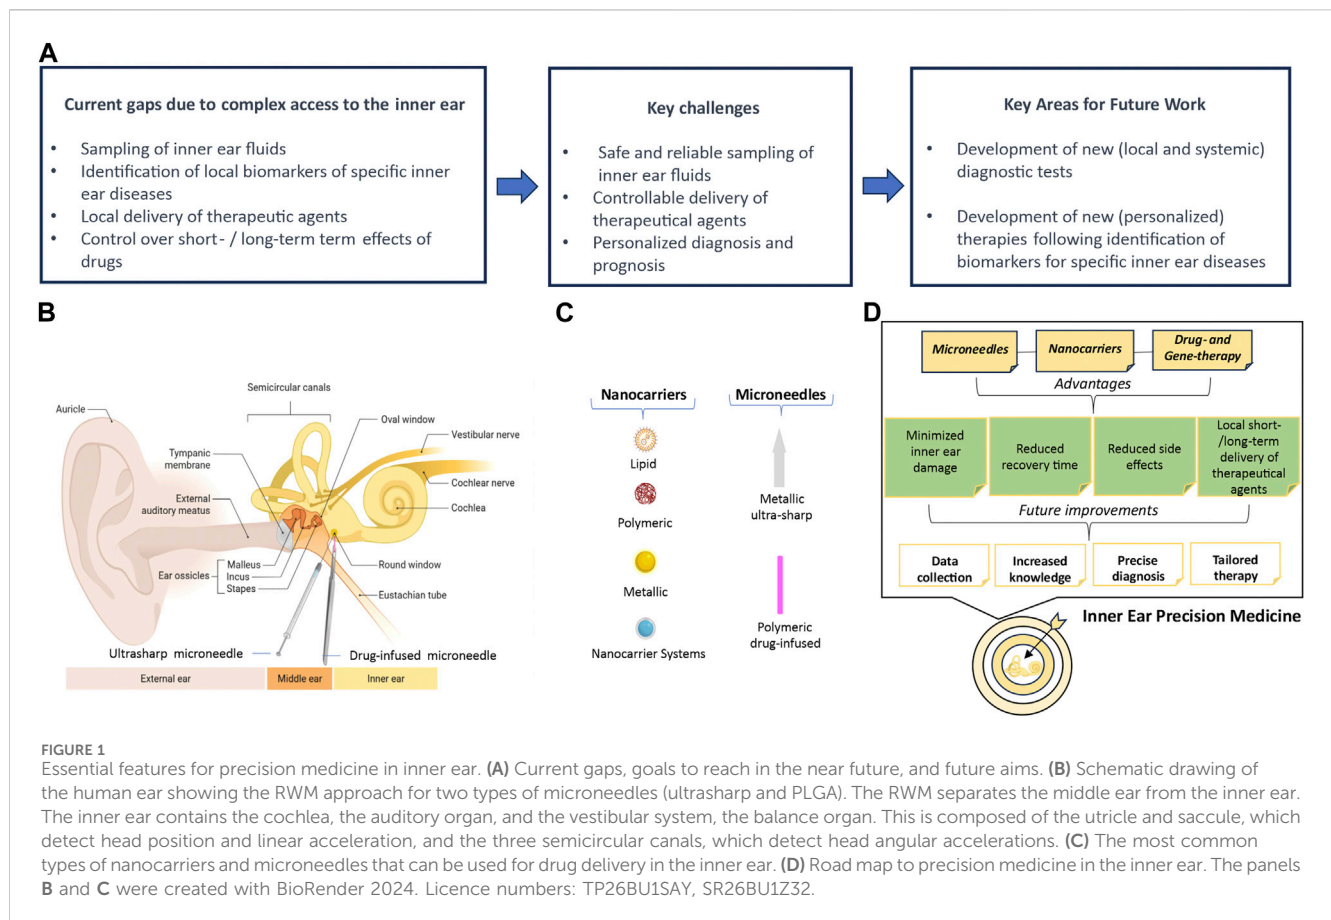 A
Current gaps due to complex access to the inner ear
• Sampling of inner ear fluids
• Identification of local biomarkers of specific inner
ear diseases
• Local delivery of therapeutic agents
• Control over short- / long-term term effects of
drugs
Key challenges
• Safe and reliable sampling of
inner ear fluids
• Controllable delivery of
therapeutical agents
• Personalized diagnosis and
prognosis
Key Areas for Future Work
• Development of new (local and systemic)
diagnostic tests
• Development of new (personalized)
therapies following identification of
biomarkers for specific inner ear diseases
B
Semicircular canals
Auricle
Oval window
Vestibular nerve
Tympanic
membrane
Cochlear nerve
External
auditory meatus
Cochlea
Malleus
Ear ossicles
Incus
Stapes
Round window
Eustachian tube
Ultrasharp microneedle
Drug-infused microneedle
External ear
Middle ear
Inner ear
C
Nanocarriers
Lipid
Polymeric
Metallic
Nanocarrier Systems
Microneedles
Metallic
ultra-sharp
Polymeric
drug-infused
D
Microneedles
Nanocarriers
Drug- and
Gene-therapy
Advantages
Minimized
inner ear
damage
Reduced
recovery time
Reduced side
effects
Local short-
/long-term
delivery of
therapeutical
agents
Future improvements
Data
collection
Increased
knowledge
Precise
diagnosis
Tailored
therapy
Inner Ear Precision Medicine
FIGURE 1
Essential features for precision medicine in inner ear. (A) Current gaps, goals to reach in the near future, and future aims. (B) Schematic drawing of
the human ear showing the RWM approach for two types of microneedles (ultrasharp and PLGA). The RWM separates the middle ear from the inner ear.
The inner ear contains the cochlea, the auditory organ, and the vestibular system, the balance organ. This is composed of the utricle and saccule, which
detect head position and linear acceleration, and the three semicircular canals, which detect head angular accelerations. (C) The most common
types of nanocarriers and microneedles that can be used for drug delivery in the inner ear. (D) Road map to precision medicine in the inner ear. The panels
B and C were created with BioRender 2024. Licence numbers: TP26BU1SAY, SR26BU1Z32.